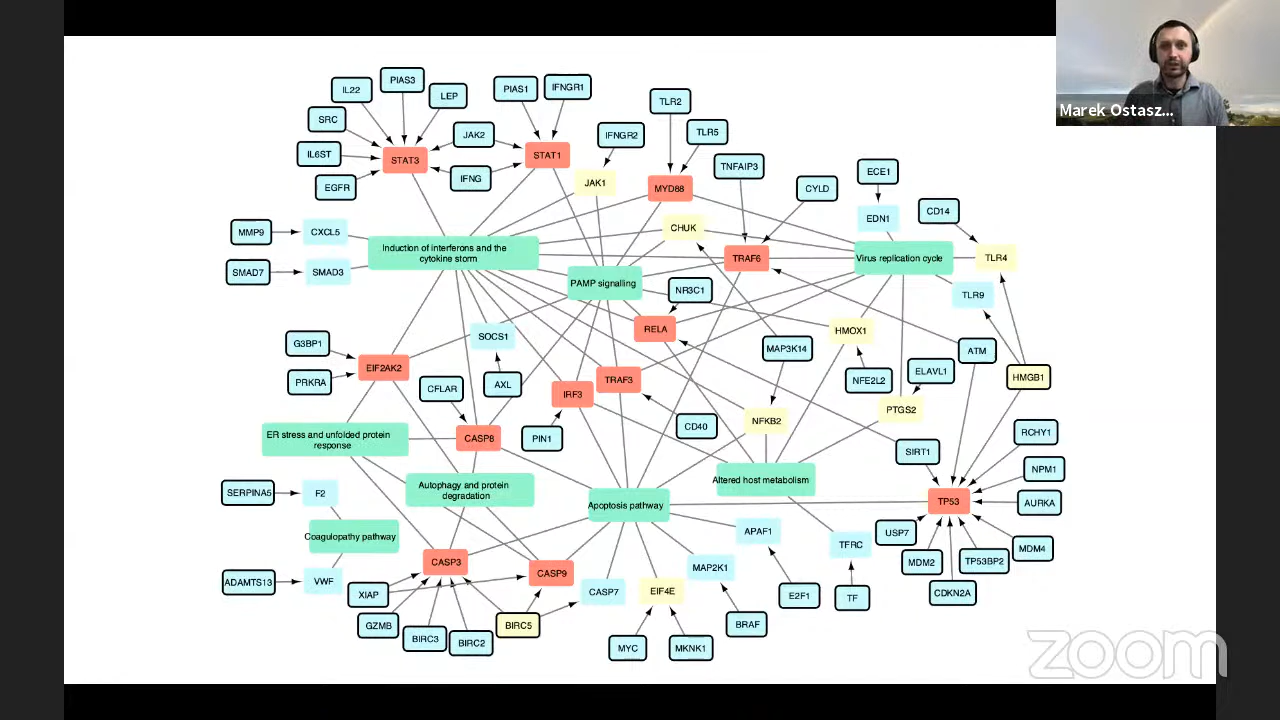 PIAS3
IL22
LEP
PIAS1
IFNGR1
TLR2
SRC
JAK2
IFNGR2
TLR5
IL6ST
STAT3
STAT1
TNFAIP3
EGFR
IFNG
JAK1
MYD88
CYLD
ECE1
Marek Ostasz...
MMP9
CXCL5
CHUK
EDN1
CD14
Induction of interferons and the
cytokine storm
TRAF6
Virus replication cycle
TLR4
SMAD7
SMAD3
PAMP signalling
NR3C1
TLR9
G3BP1
SOCS1
RELA
HMOX1
MAP3K14
ATM
PRKRA
EIF2AK2
CFLAR
AXL
IRF3
TRAF3
NFE2L2
ELAVL1
HMGB1
PTGS2
ER stress and unfolded protein
response
CASP8
PIN1
CD40
NFKB2
SIRT1
RCHY1
NPM1
SERPINA5
F2
Autophagy and protein
degradation
Apoptosis pathway
Altered host metabolism
TP53
AURKA
Coagulopathy pathway
APAF1
TFRC
USP7
MDM2
TP53BP2
MDM4
ADAMTS13
VWF
CASP3
CASP9
CASP7
EIF4E
MAP2K1
E2F1
TF
CDKN2A
XIAP
GZMB
BIRC3
BIRC2
BIRC5
MYC
MKNK1
BRAF
zoom